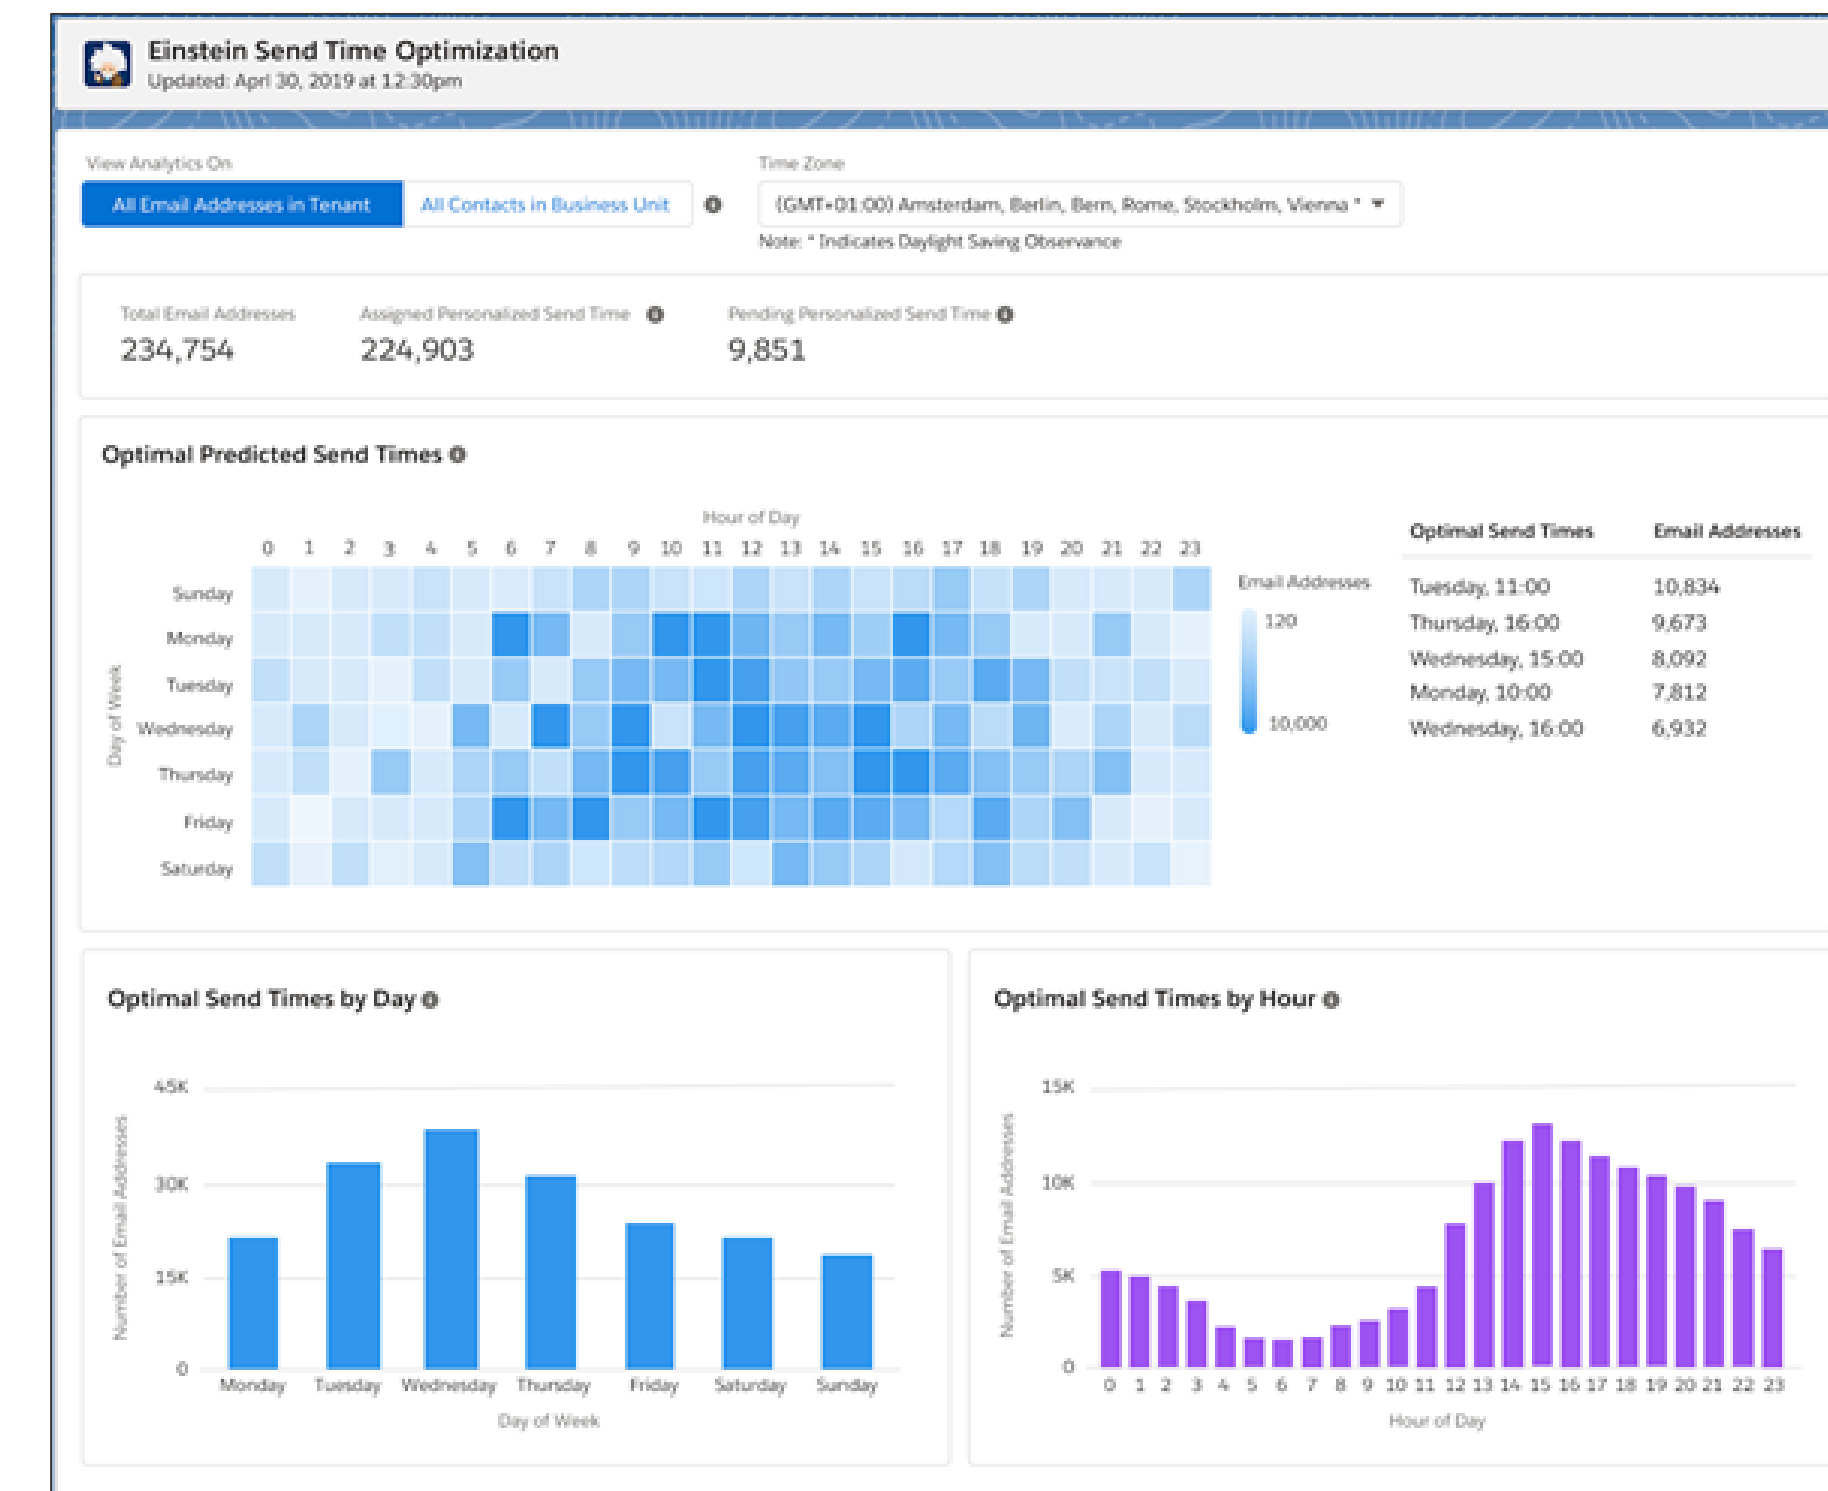 Einstein Send Time Optimization
Updated: Aprl 30, 2019 at 12:30pm
View Analytics On
Time Zone
All Email Addresses in Tenant
All Contacts in Business Unit
(GMT+01:00) Amsterdam, Berlin, Bern, Rome, Stockholm, Vienna *
Note: * Indicates Daylight Saving Observance
Total Email Addresses
Assigned Personalized Send Time
Pending Personalized Send Time
234,754
224,903
9,851
Optimal Predicted Send Times
Hour of Day
0 1 2 3 4 5 6 7 8 9 10 11 12 13 14 15 16 17 18 19 20 21 22 23
Day of Week
Sunday
Monday
Tuesday
Wednesday
Thursday
Friday
Saturday
Email Addresses
120
10,000
Optimal Send Times Email Addresses
Tuesday, 11:00 10,834
Thursday, 16:00 9,673
Wednesday, 15:00 8,092
Monday, 10:00 7,812
Wednesday, 16:00 6,932
Optimal Send Times by Day
Number of Email Addresses
45K
30K
15K
0
Monday Tuesday Wednesday Thursday Friday Saturday Sunday
Day of Week
Optimal Send Times by Hour
Number of Email Addresses
15K
10K
5K
0
0 1 2 3 4 5 6 7 8 9 10 11 12 13 14 15 16 17 18 19 20 21 22 23
Hour of Day